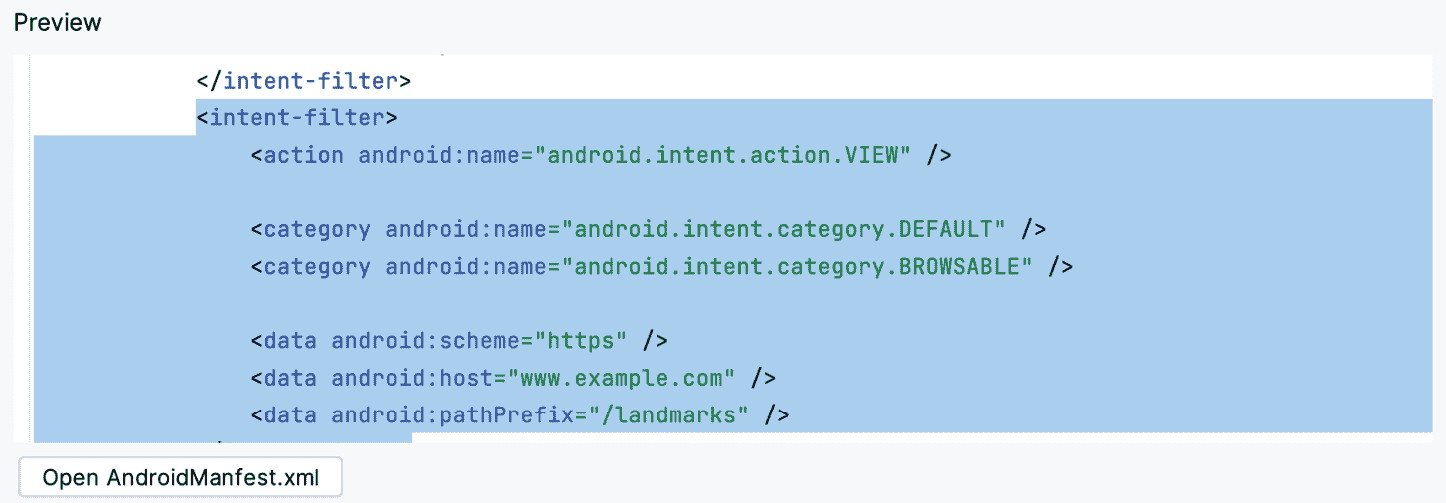 Preview
</intent-filter>
<intent-filter>
<action android:name="android.intent.action.VIEW" />
<category android:name="android.intent.category.DEFAULT" />
<category android:name="android.intent.category.BROWSABLE" />
<data android:scheme="https" />
<data android:host="www.example.com" />
<data android:pathPrefix="/landmarks" />
Open AndroidManfest.xml